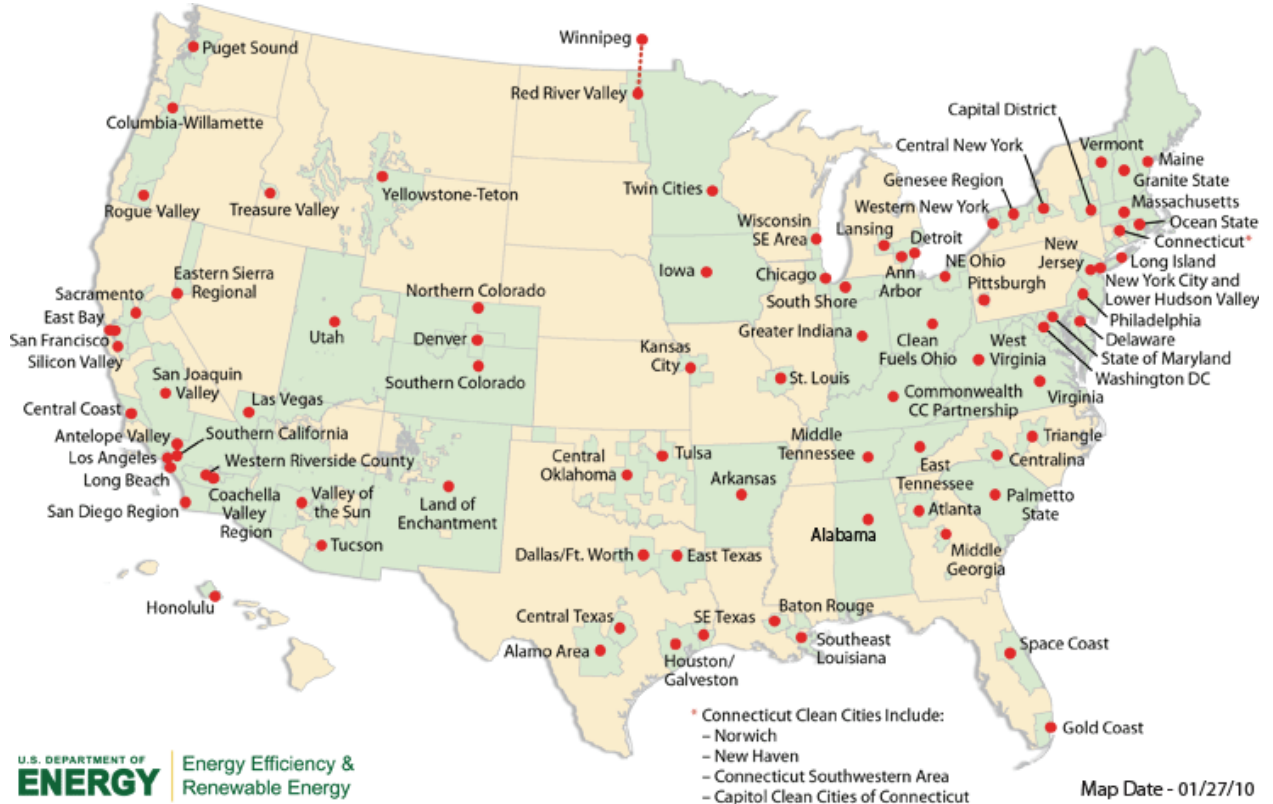 Winnipeg
Puget Sound
Red River Valley
Columbia-Willamette
Capital District
Central New York
Vermont
Maine
Granite State
Genesee Region
Yellowstone-Teton
Twin Cities
Rogue Valley
Treasure Valley
Massachusetts
Western New York
Ocean State
Wisconsin
SE Area
Lansing
Detroit
Connecticut*
New
Jersey
Long Island
Iowa
Chicago
Ann
Arbor
NE Ohio
Pittsburgh
New York City and
Lower Hudson Valley
Eastern Sierra
Regional
South Shore
Sacramento
Northern Colorado
Philadelphia
East Bay
Utah
Denver
Greater Indiana
Clean
Fuels Ohio
West
Virginia
Delaware
San Francisco
State of Maryland
Silicon Valley
Kansas
City
Southern Colorado
St. Louis
Washington DC
San Joaquin
Valley
Commonwealth
CC Partnership
Virginia
Central Coast
Las Vegas
Antelope Valley
Southern California
Middle
Tennessee
Triangle
Los Angeles
Western Riverside County
Central
Oklahoma
Tulsa
East
Tennessee
Centralina
Long Beach
Arkansas
San Diego Region
Coachella
Valley
Region
Valley of
the Sun
Land of
Enchantment
Palmetto
State
Atlanta
Alabama
Tucson
Dallas/Ft. Worth
East Texas
Middle
Georgia
Honolulu
Central Texas
SE Texas
Baton Rouge
Alamo Area
Houston/
Galveston
Southeast
Louisiana
Space Coast
Gold Coast
* Connecticut Clean Cities Include:
– Norwich
– New Haven
– Connecticut Southwestern Area
– Capitol Clean Cities of Connecticut
U.S. DEPARTMENT OF
ENERGY
Energy Efficiency &
Renewable Energy
Map Date - 01/27/10